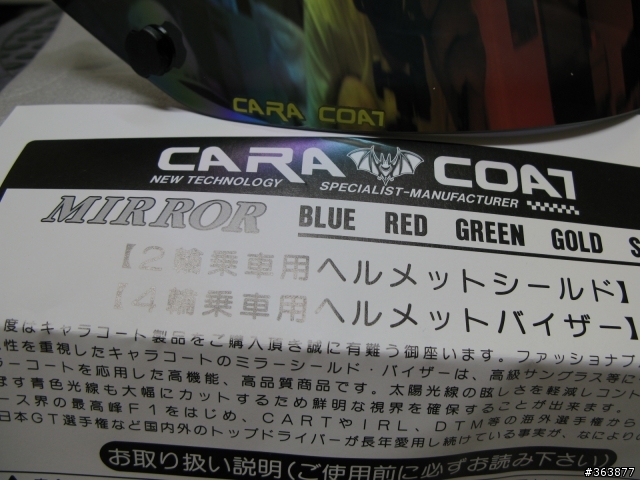 CARA COAT
CARA COAT
NEW TECHNOLOGY SPECIALIST-MANUFACTURER
MIRROR BLUE RED GREEN GOLD S
【2輪乗車用ヘルメットシールド】
【4輪乗車用ヘルメットバイザー】
度はキャラコート製品をご購入頂き誠に有難う御座います。ファッショナブ
性を重視したキャラコートのミラーシールド・バイザーは、高級サングラス等に
ラーコートを応用した高機能、高品質商品です。太陽光線の眩しさを軽減しコント
ます青色光線も大幅にカットするため鮮明な視界を確保することが出来ます。
ース界の最高峰F1をはじめ、CARTやIRL、DTM等の海外選手権から
日本GT選手権など国内外のトップドライバーが長年愛用し続けている事実が、なにより
お取り扱い説明(ご使用前に必ずお読み下さい)
#363877